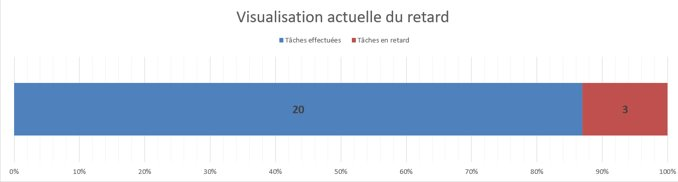 Visualisation actuelle du retard
Tâches effectuées Tâches en retard
20 3
0% 10% 20% 30% 40% 50% 60% 70% 80% 90% 100%